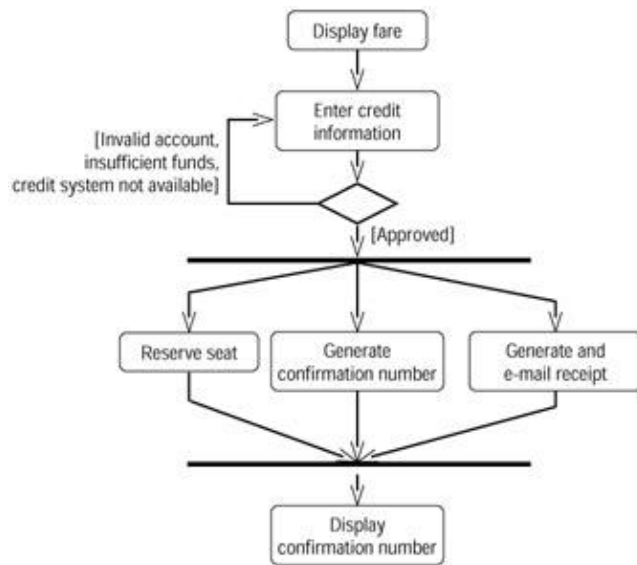 Display fare
Enter credit
information
[Invalid account,
insufficient funds,
credit system not available]
[Approved]
Reserve seat
Generate
confirmation number
Generate and
e-mail receipt
Display
confirmation number